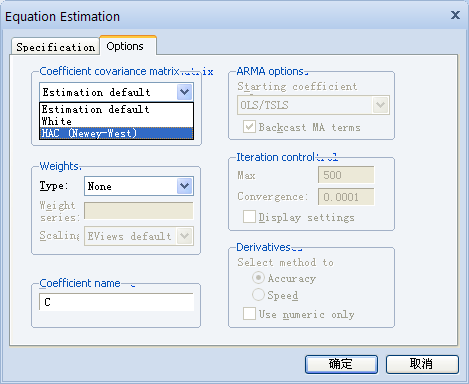 Equation Estimation
Specification
Options
Coefficient covariance matrix
Estimation default
Estimation default
White
HAC (Newey-West)
Weights
Type:
None
Weight
series:
Scaling
EViews default
Coefficient name
C
ARMA options
Starting coefficient
OLS/TSLS
Backcast MA terms
Iteration control
Max
500
Convergence:
0.0001
Display settings
Derivatives
Select method to
Accuracy
Speed
Use numeric only
确定
取消